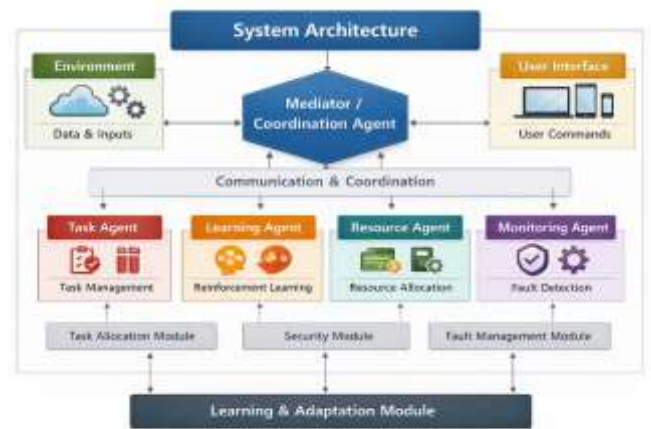 System Architecture
Environment
User Interface
Mediator /
Coordination Agent
Data & Inputs
User Commands
Communication & Coordination
Task Agent
Learning Agent
Resource Agent
Monitoring Agent
Task Management
Reinforcement Learning
Resource Allocation
Fault Detection
Task Allocation Module
Security Module
Fault Management Module
Learning & Adaptation Module